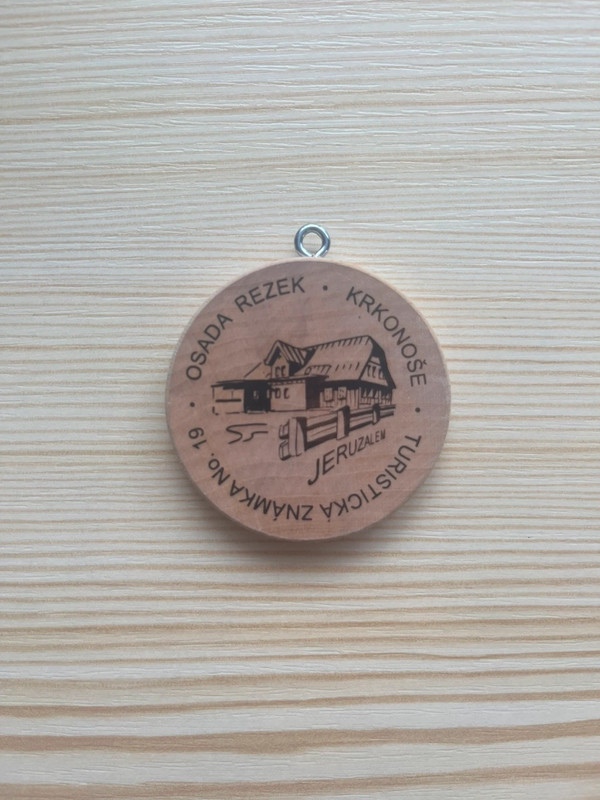 OSADA REZEK · KRKONOŠE · TURISTICKÁ ZNÁMKA No. 19 ·
JERUZALEM